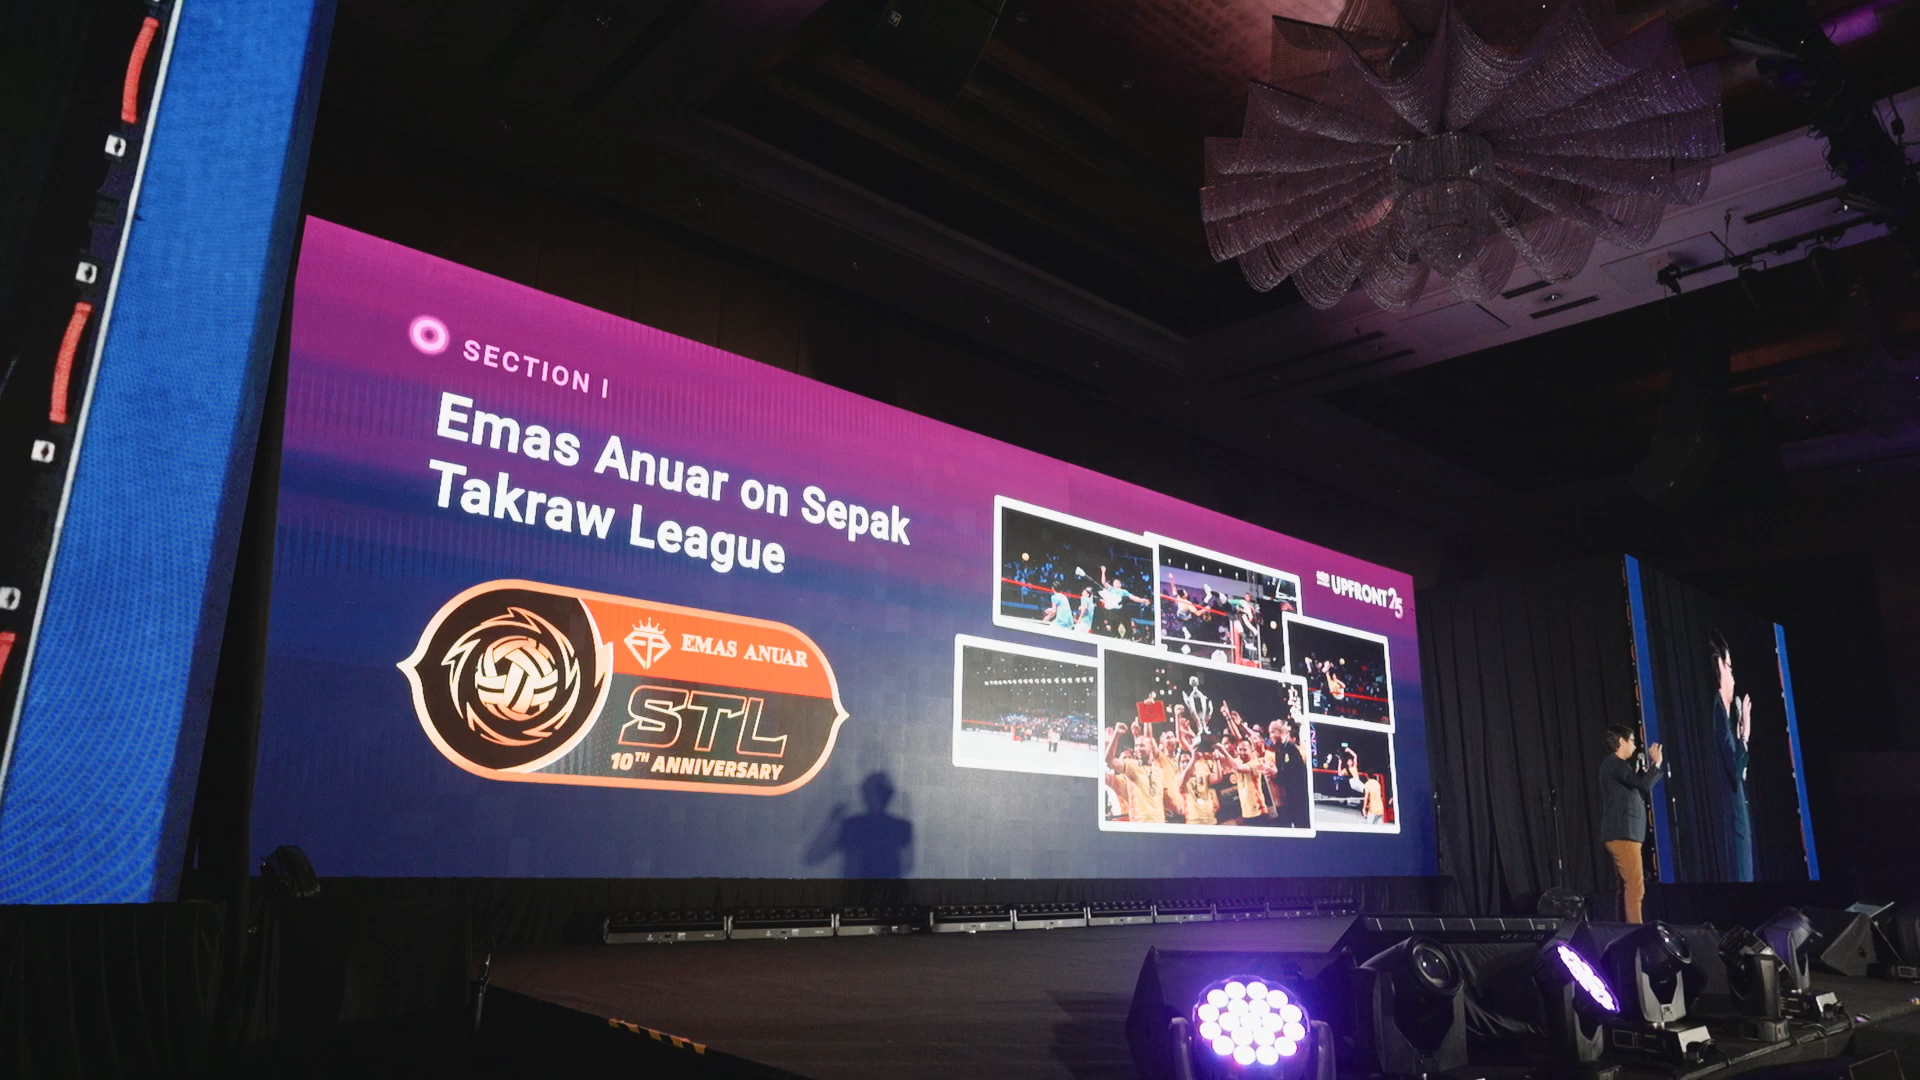 SECTION I
Emas Anuar on Sepak
Takraw League
EMAS ANUAR
STL
10TH ANNIVERSARY
UPFRONT25